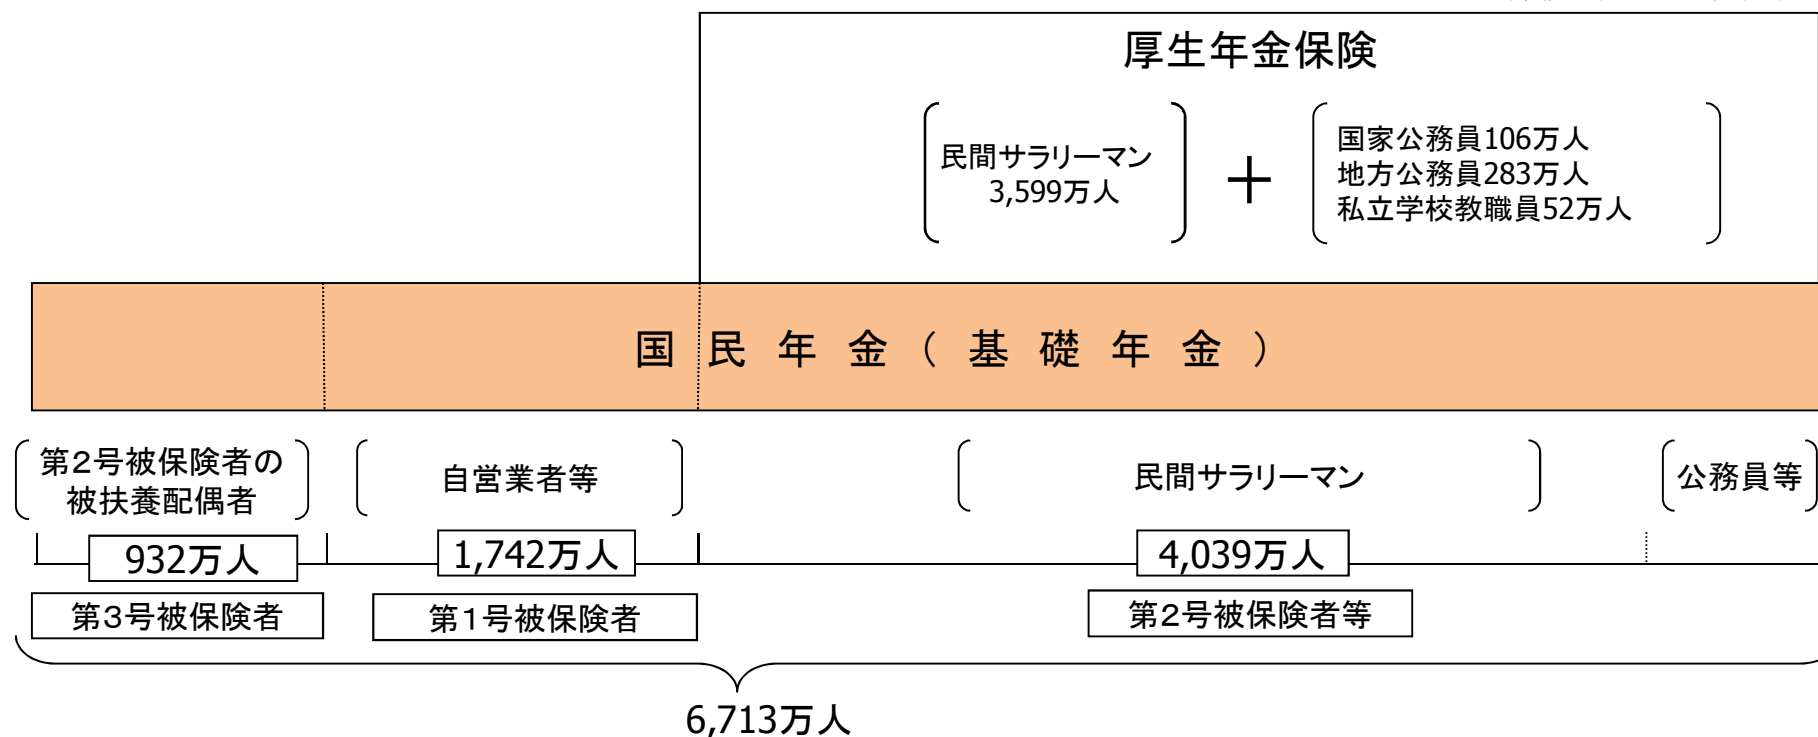 厚生年金保険
民間サラリーマン
3,599万人
+
国家公務員106万人
地方公務員283万人
私立学校教職員52万人
国民年金(基礎年金)
第2号被保険者の
被扶養配偶者
自営業者等
民間サラリーマン
公務員等
932万人
1,742万人
4,039万人
第3号被保険者
第1号被保険者
第2号被保険者等
6,713万人